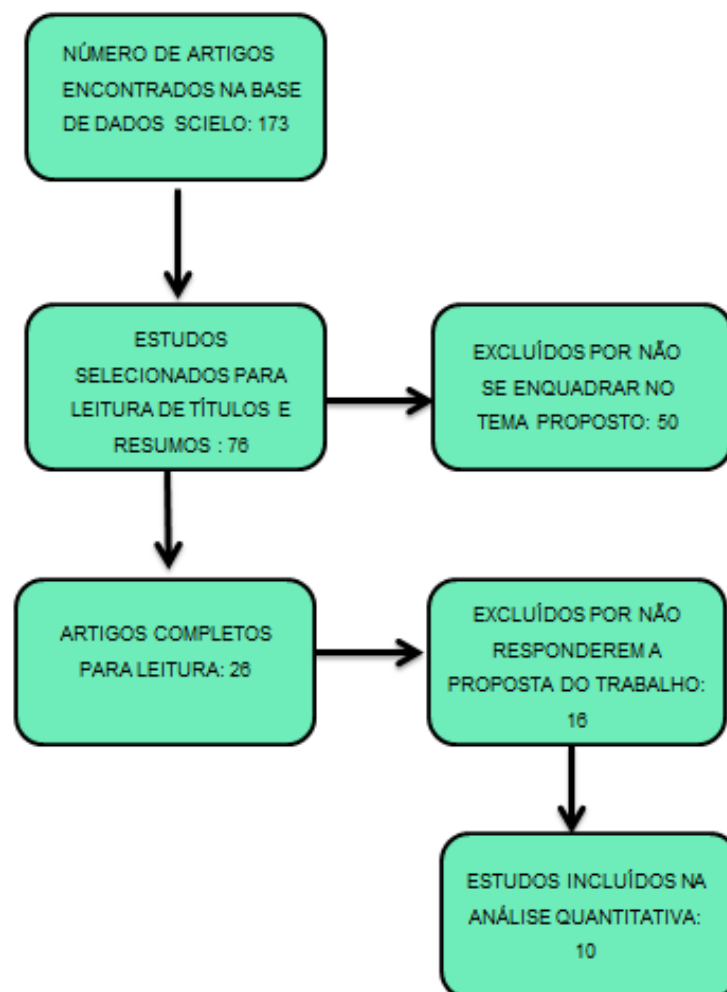 NÚMERO DE ARTIGOS
ENCONTRADOS NA BASE
DE DADOS SCIELO: 173
ESTUDOS
SELECIONADOS PARA
LEITURA DE TÍTULOS E
RESUMOS : 76
EXCLUÍDOS POR NÃO
SE ENQUADRAR NO
TEMA PROPOSTO: 50
ARTIGOS COMPLETOS
PARA LEITURA: 26
EXCLUÍDOS POR NÃO
RESPONDEREM A
PROPOSTA DO TRABALHO:
16
ESTUDOS INCLUÍDOS NA
ANÁLISE QUANTITATIVA:
10